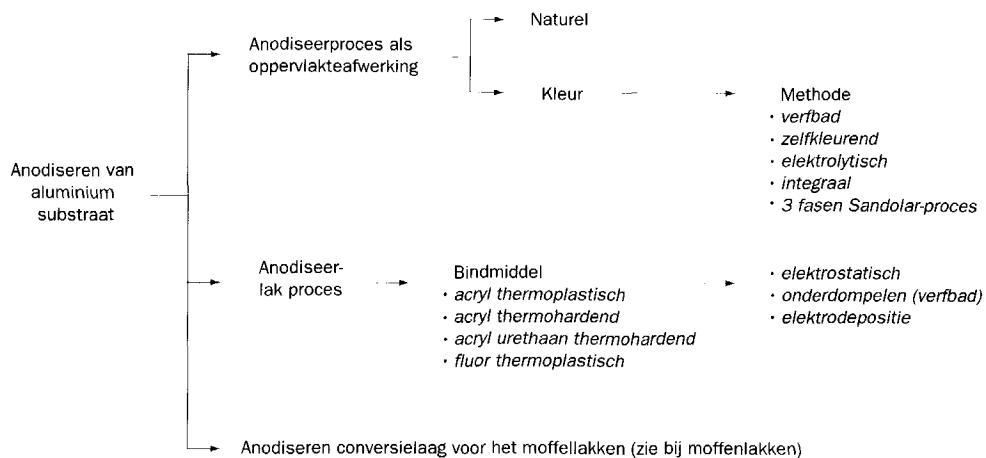 Naturel
Anodiseerproces als
oppervlakteafwerking
Kleur
Methode
· verfbad
· zelfkleurend
· elektrolytisch
· integraal
· 3 fasen Sandolar-proces
Anodiseren van
aluminium
substraat
Anodiseer-
lak proces
Bindmiddel
· acryl thermoplastisch
· acryl thermohardend
· acryl urethaan thermohardend
· fluor thermoplastisch
· elektrostatisch
· onderdompelen (verfbad)
· elektrodepositie
Anodiseren conversielaag voor het moffellakken (zie bij moffenlakken)